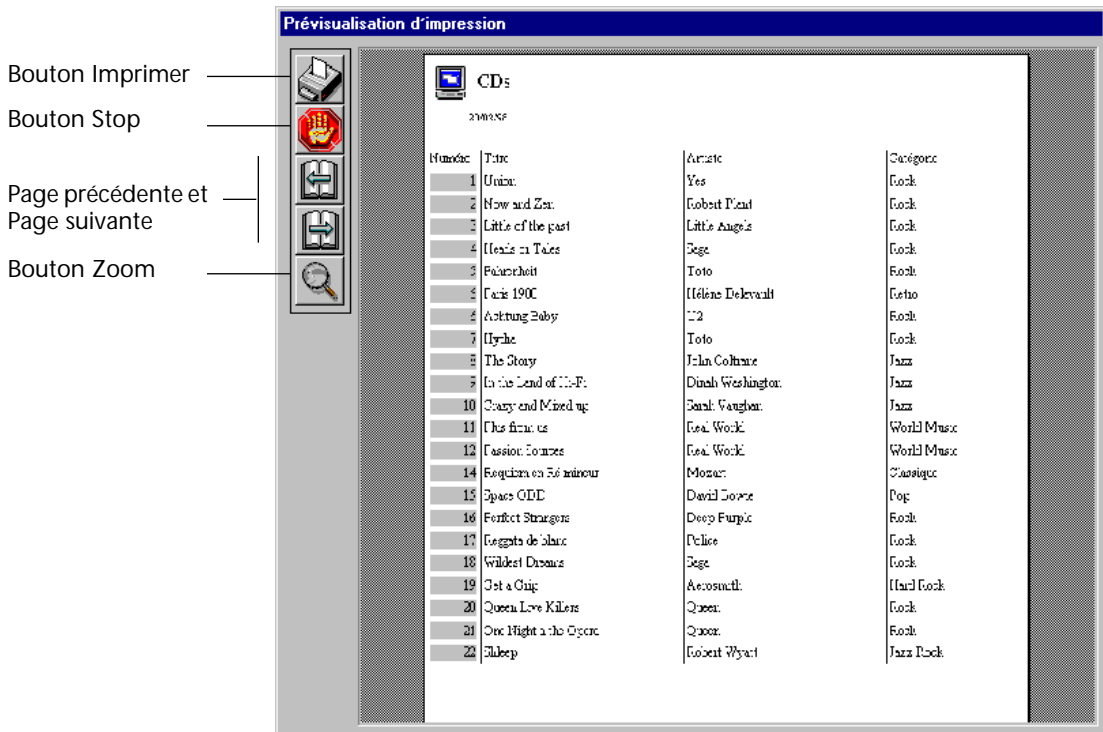 Prévisualisation d'impression
Bouton Imprimer
Bouton Stop
Page précédente et
Page suivante
Bouton Zoom
CDs
Numéro Titre Artiste Catégorie
1 Union Yes Rock
2 Now and Zen Robert Plant Rock
3 Little of the past Little Angels Rock
4 Heads or Tales Saga Rock
5 Fahrenheit Toto Rock
Paris 1900 Hélène Delavault Retro
6 Achtung Baby U2 Rock
7 Hydra Toto Rock
8 The Story John Coltrane Jazz
9 In the Land of Hi-Fi Dinah Washington Jazz
10 Crazy and Mixed up Sarah Vaughan Jazz
11 Plus from us Real World World Music
12 Passion Sources Real World World Music
14 Requiem en Ré mineur Mozart Classique
15 Space ODD David Bowie Pop
16 Perfect Strangers Deep Purple Rock
17 Reggata de blanc Police Rock
18 Wildest Dreams Saga Rock
19 Get a Grip Aerosmith Hard Rock
20 Queen Live Killers Queen Rock
21 One Night a the Opera Queen Rock
22 Shleep Robert Wyatt Jazz Rock